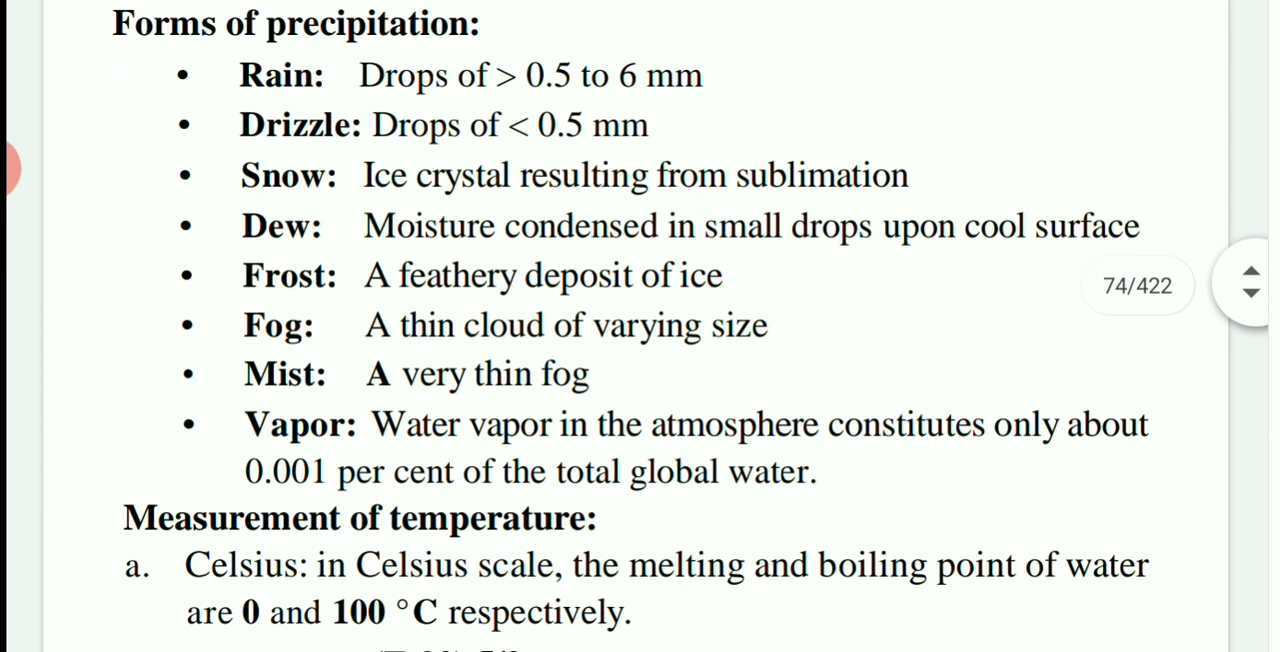 Forms of precipitation:
• Rain: Drops of > 0.5 to 6 mm
• Drizzle: Drops of < 0.5 mm
• Snow: Ice crystal resulting from sublimation
• Dew: Moisture condensed in small drops upon cool surface
• Frost: A feathery deposit of ice
74/422
• Fog: A thin cloud of varying size
• Mist: A very thin fog
• Vapor: Water vapor in the atmosphere constitutes only about
0.001 per cent of the total global water.
Measurement of temperature:
a. Celsius: in Celsius scale, the melting and boiling point of water
are 0 and 100 °C respectively.